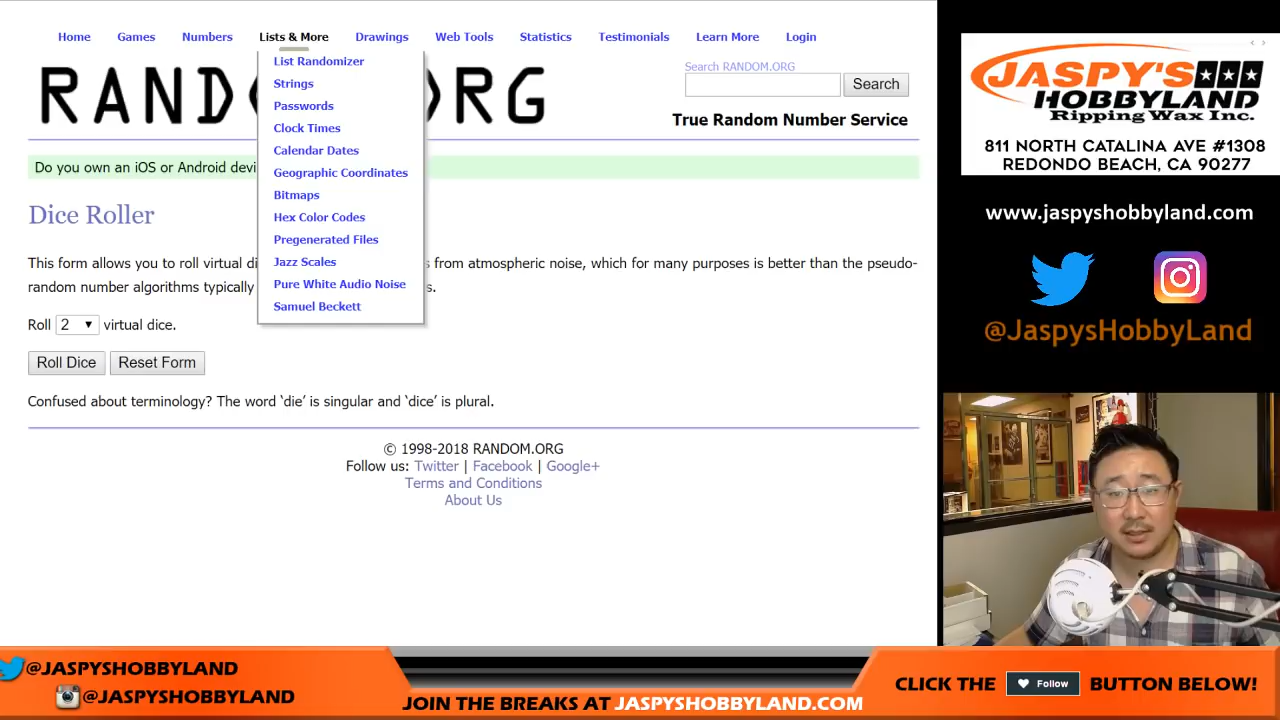 Home Games Numbers Lists & More Drawings Web Tools Statistics Testimonials Learn More Login
List Randomizer
Strings
Passwords
Clock Times
Calendar Dates
Geographic Coordinates
Bitmaps
Hex Color Codes
Pregenerated Files
Jazz Scales
Pure White Audio Noise
Samuel Beckett
RAND .ORG
Search RANDOM.ORG
Search
True Random Number Service
Do you own an iOS or Android devi
Dice Roller
This form allows you to roll virtual di s from atmospheric noise, which for many purposes is better than the pseudo-
random number algorithms typically s.
Roll 2 virtual dice.
Roll Dice Reset Form
Confused about terminology? The word ‘die’ is singular and ‘dice’ is plural.
© 1998-2018 RANDOM.ORG
Follow us: Twitter | Facebook | Google+
Terms and Conditions
About Us
JASPY'S
HOBBYLAND
Ripping Wax Inc.
811 NORTH CATALINA AVE #1308
REDONDO BEACH, CA 90277
www.jaspyshobbyland.com
@JaspysHobbyLand
@JASPYSHOBBYLAND
@JASPYSHOBBYLAND
JOIN THE BREAKS AT JASPYSHOBBYLAND.COM
CLICK THE Follow BUTTON BELOW!